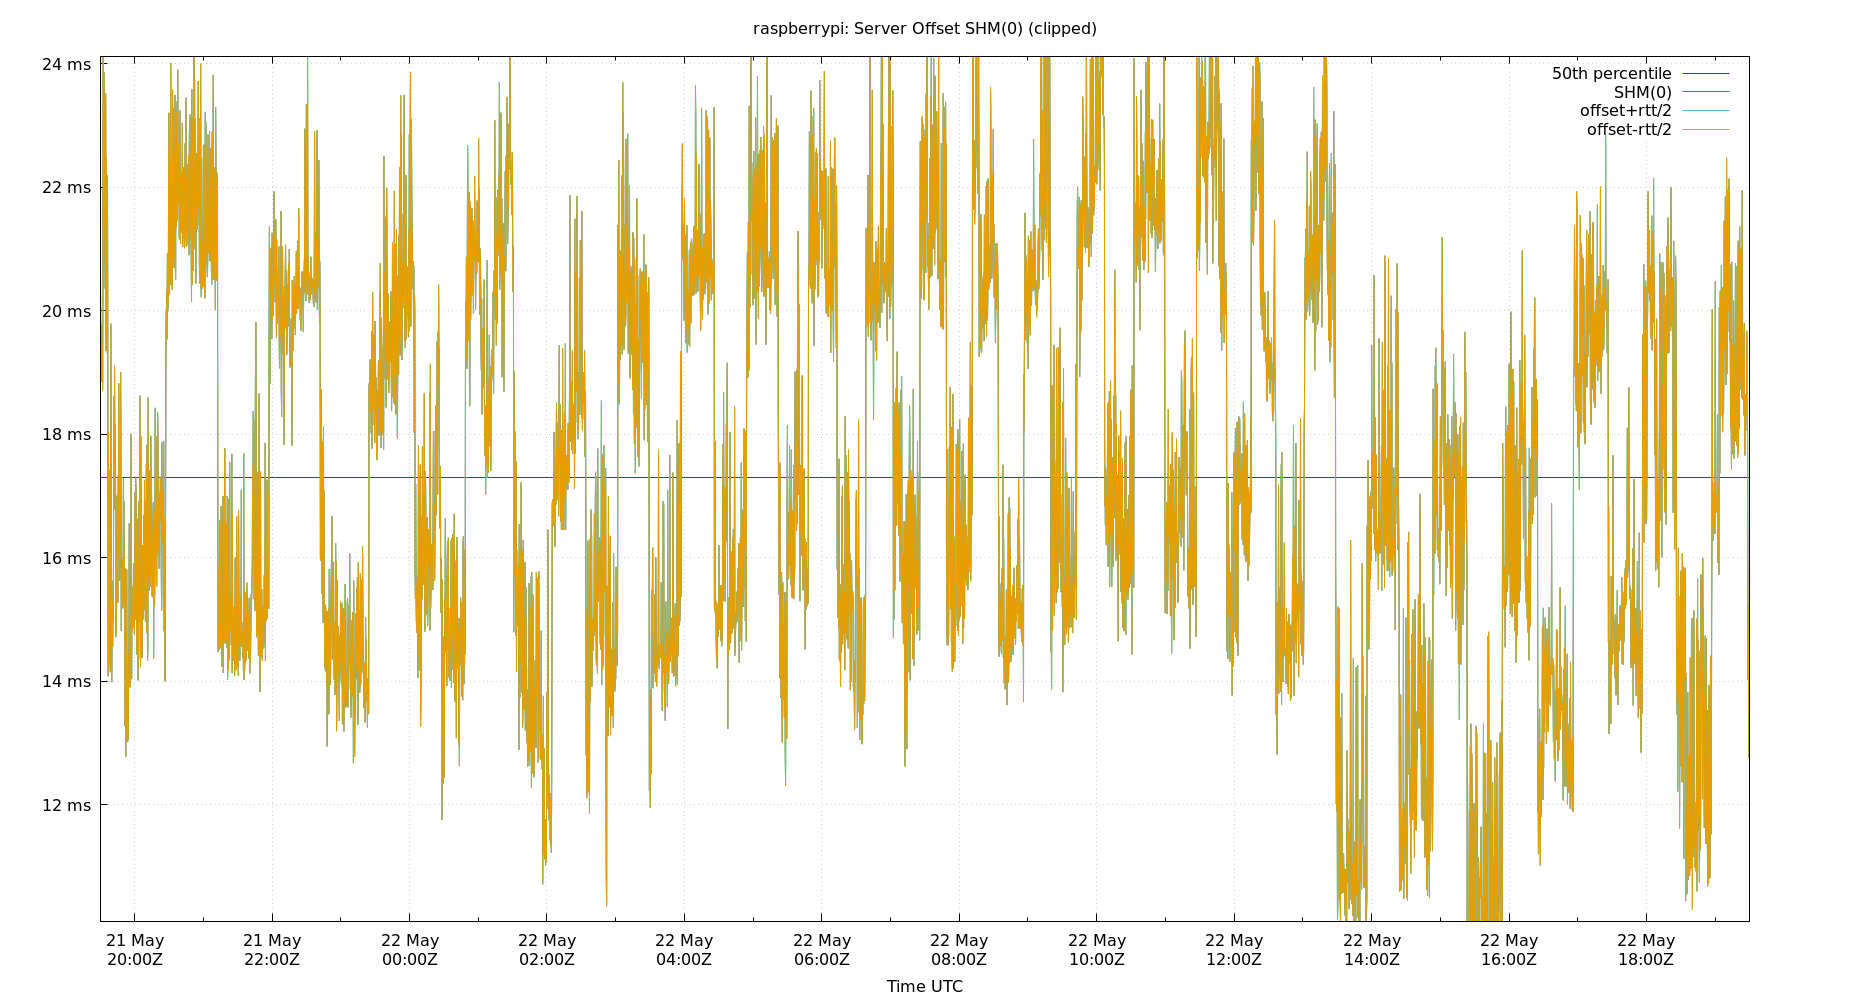 raspberrypi: Server Offset SHM(0) (clipped)
50th percentile
SHM(0)
offset+rtt/2
offset-rtt/2
24 ms
22 ms
20 ms
18 ms
16 ms
14 ms
12 ms
21 May 21 May 22 May 22 May 22 May 22 May 22 May 22 May 22 May 22 May 22 May 22 May
20:00Z 22:00Z 00:00Z 02:00Z 04:00Z 06:00Z 08:00Z 10:00Z 12:00Z 14:00Z 16:00Z 18:00Z
Time UTC